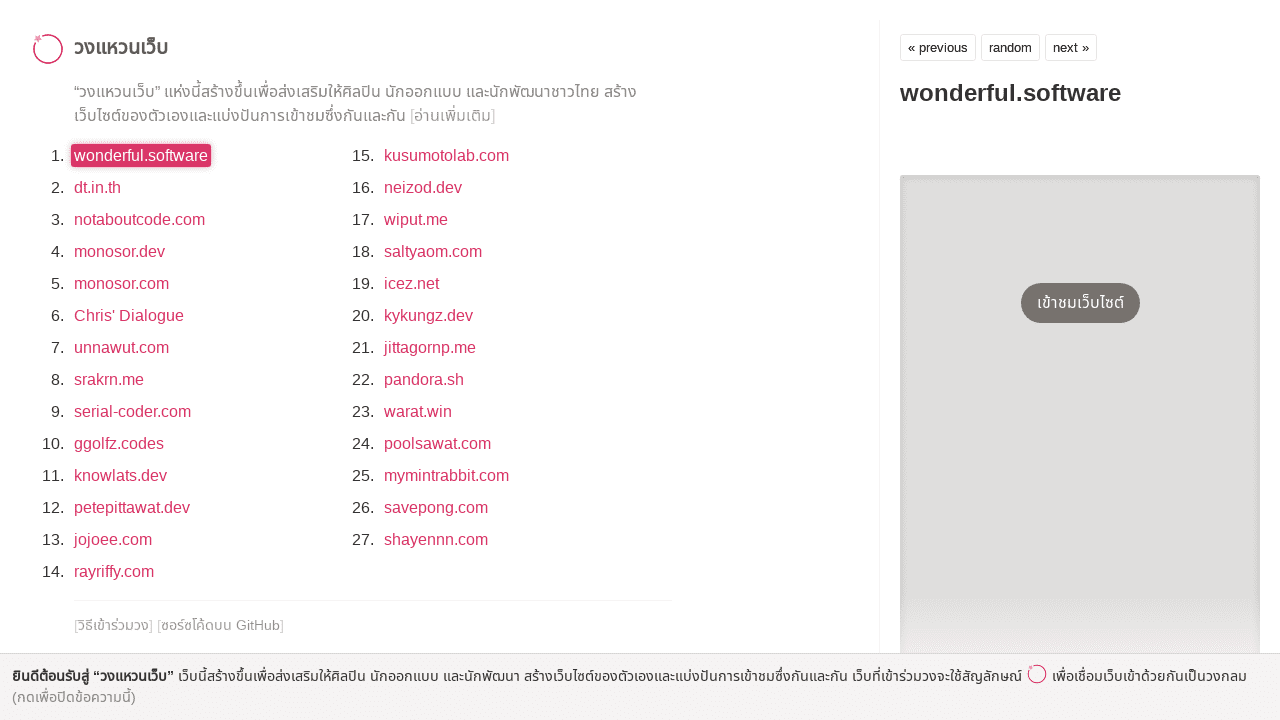 วงแหวนเว็บ
“วงแหวนเว็บ” แห่งนี้สร้างขึ้นเพื่อส่งเสริมให้ศิลปิน นักออกแบบ และนักพัฒนาชาวไทย สร้าง
เว็บไซต์ของตัวเองและแบ่งปันการเข้าชมซึ่งกันและกัน [อ่านเพิ่มเติม]
1. wonderful.software
2. dt.in.th
3. notaboutcode.com
4. monosor.dev
5. monosor.com
6. Chris' Dialogue
7. unnawut.com
8. srakrn.me
9. serial-coder.com
10. ggolfz.codes
11. knowlats.dev
12. petepittawat.dev
13. jojoee.com
14. rayriffy.com
15. kusumotolab.com
16. neizod.dev
17. wiput.me
18. saltyaom.com
19. icez.net
20. kykungz.dev
21. jittagornp.me
22. pandora.sh
23. warat.win
24. poolsawat.com
25. mymintrabbit.com
26. savepong.com
27. shayennn.com
[วิธีเข้าร่วมวง] [ซอร์ซโค้ดบน GitHub]
« previous random next »
wonderful.software
เข้าชมเว็บไซต์
ยินดีต้อนรับสู่ “วงแหวนเว็บ” เว็บนี้สร้างขึ้นเพื่อส่งเสริมให้ศิลปิน นักออกแบบ และนักพัฒนา สร้างเว็บไซต์ของตัวเองและแบ่งปันการเข้าชมซึ่งกันและกัน เว็บที่เข้าร่วมวงจะใช้สัญลักษณ์ เพื่อเชื่อมเว็บเข้าด้วยกันเป็นวงกลม
(กดเพื่อปิดข้อความนี้)